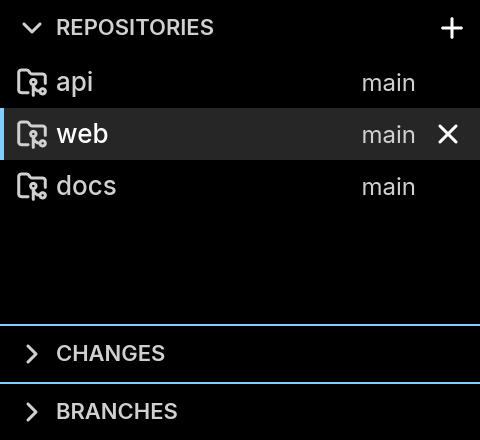 REPOSITORIES
api main
web main
docs main
CHANGES
BRANCHES